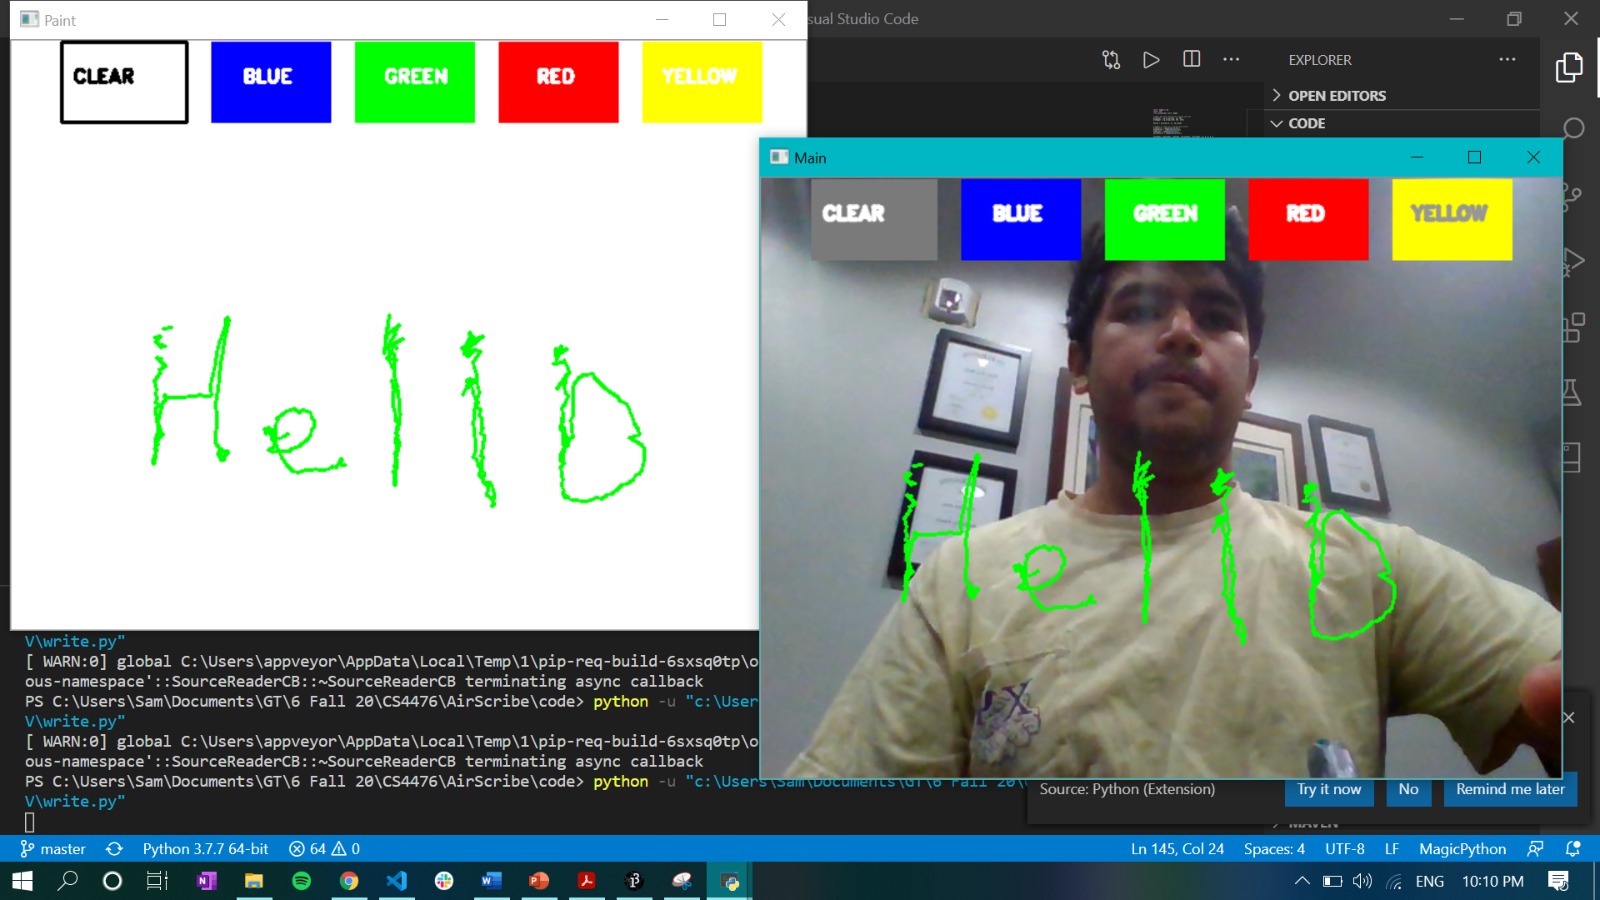 Paint
sual Studio Code
CLEAR BLUE GREEN RED YELLOW
EXPLORER
OPEN EDITORS
CODE
Main
CLEAR BLUE GREEN RED YELLOW
Hello
Hello
V\write.py"
[ WARN:0] global C:\Users\appveyor\AppData\Local\Temp\1\pip-req-build-6sxsq0tp\o
ous-namespace'::SourceReaderCB::~SourceReaderCB terminating async callback
PS C:\Users\Sam\Documents\GT\6 Fall 20\CS4476\AirScribe\code> python -u "c:\User
V\write.py"
[ WARN:0] global C:\Users\appveyor\AppData\Local\Temp\1\pip-req-build-6sxsq0tp\o
ous-namespace'::SourceReaderCB::~SourceReaderCB terminating async callback
PS C:\Users\Sam\Documents\GT\6 Fall 20\CS4476\AirScribe\code> python -u "c:\Users\Sam\Documents\GT\6 Fall 20\
V\write.py"
Source: Python (Extension) Try it now No Remind me later
MAVEN
master Python 3.7.7 64-bit 64 0 Ln 145, Col 24 Spaces: 4 UTF-8 LF MagicPython
ENG 10:10 PM